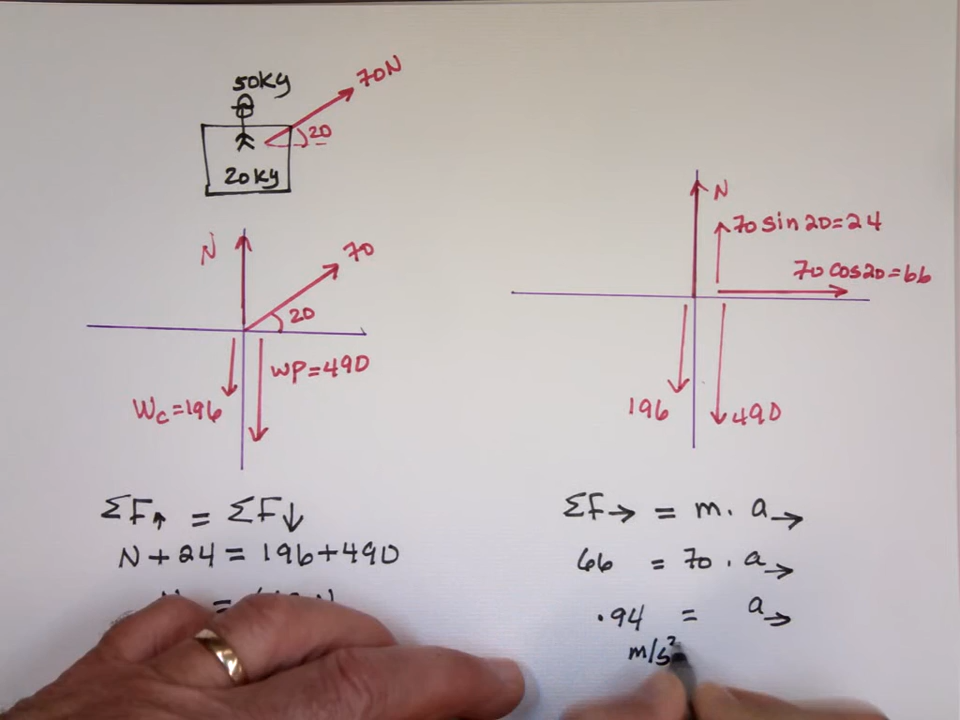 50kg
70N
20
20kg
N
70
20
WP=490
Wc=196
N
70 sin 20=24
70 cos 20=66
196
490
ΣF↑ = ΣF↓
N + 24 = 196+490
=
ΣF→ = m. a→
66 = 70 . a→
.94 = a→
m/s²